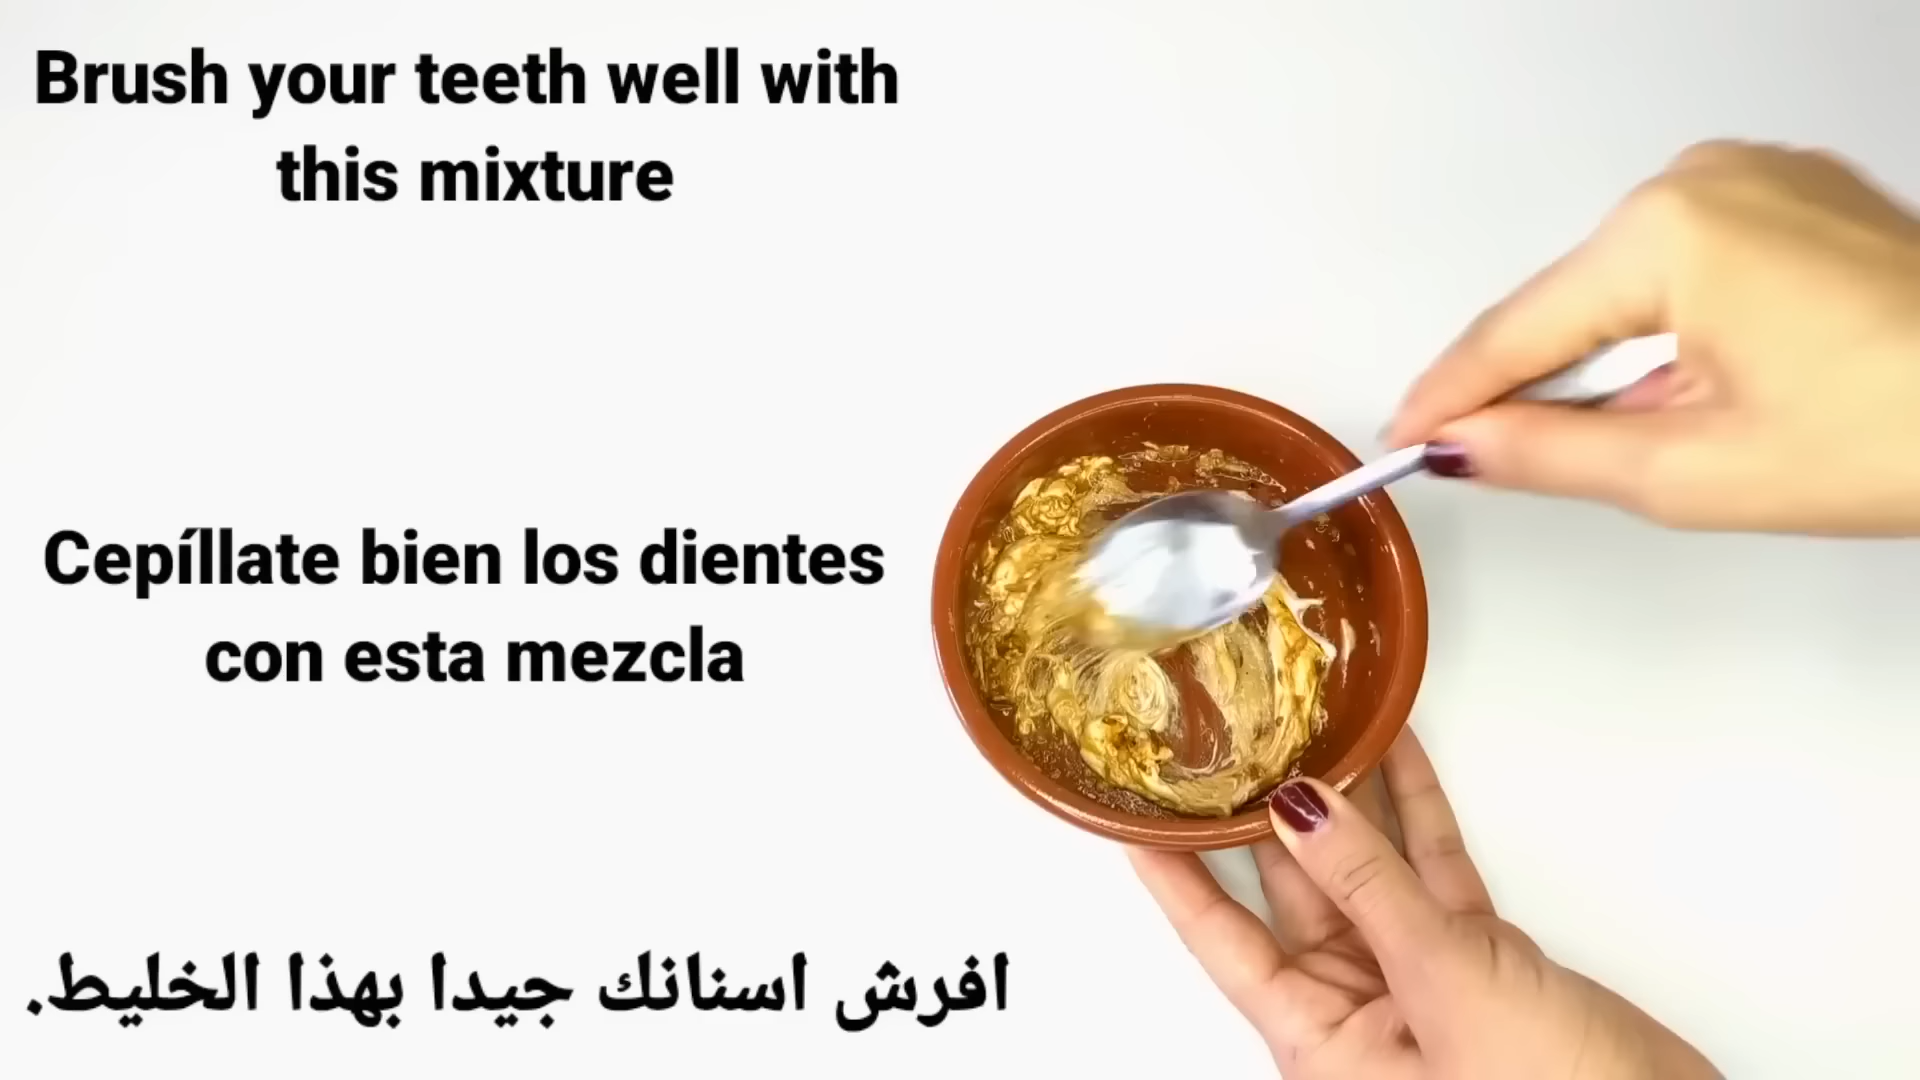 Brush your teeth well with
this mixture
Cepíllate bien los dientes
con esta mezcla
افرش اسنانك جيدا بهذا الخليط.